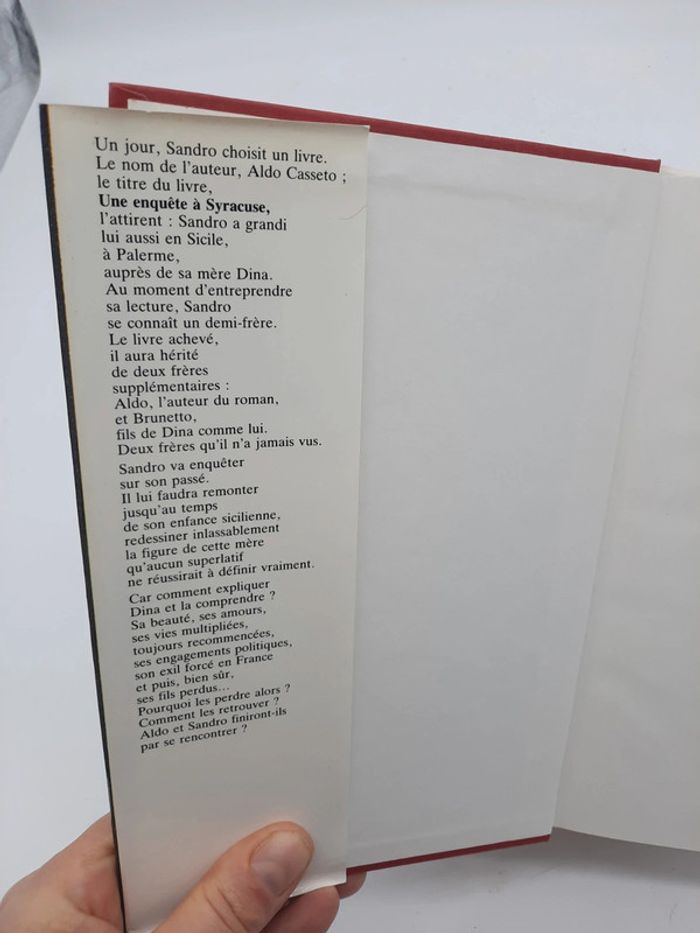 Un jour, Sandro choisit un livre.
Le nom de l'auteur, Aldo Casseto ;
le titre du livre,
Une enquête à Syracuse,
l'attirent : Sandro a grandi
lui aussi en Sicile,
à Palerme,
auprès de sa mère Dina.
Au moment d'entreprendre
sa lecture, Sandro
se connaît un demi-frère.
Le livre achevé,
il aura hérité
de deux frères
supplémentaires :
Aldo, l'auteur du roman,
et Brunetto,
fils de Dina comme lui.
Deux frères qu'il n'a jamais vus.
Sandro va enquêter
sur son passé.
Il lui faudra remonter
jusqu'au temps
de son enfance sicilienne,
redessiner inlassablement
la figure de cette mère
qu'aucun superlatif
ne réussirait à définir vraiment.
Car comment expliquer
Dina et la comprendre ?
Sa beauté, ses amours,
ses vies multipliées,
toujours recommencées,
ses engagements politiques,
son exil forcé en France
et puis, bien sûr,
ses fils perdus...
Pourquoi les perdre alors ?
Comment les retrouver ?
Aldo et Sandro finiront-ils
par se rencontrer ?